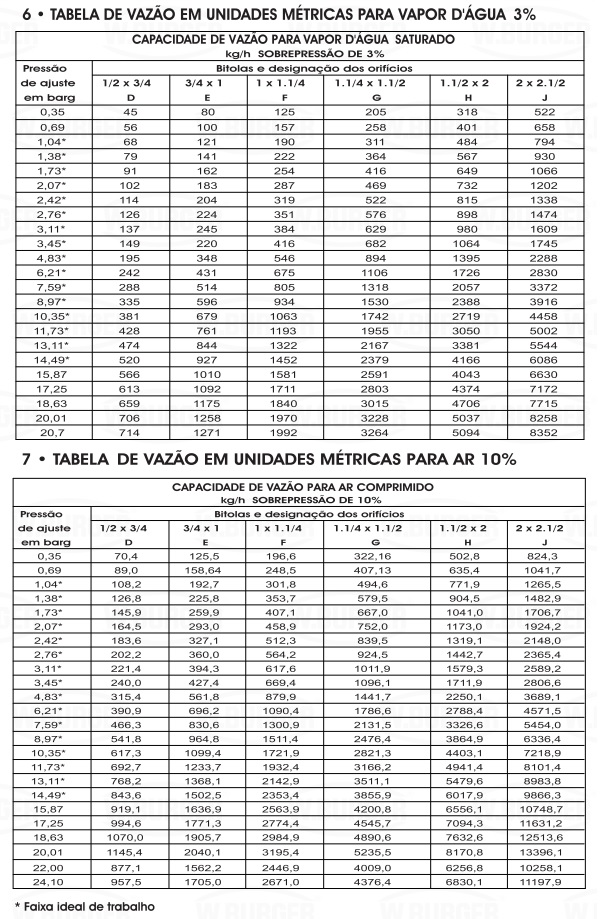 6 • TABELA DE VAZÃO EM UNIDADES MÉTRICAS PARA VAPOR D'ÁGUA 3%
CAPACIDADE DE VAZÃO PARA VAPOR D'ÁGUA SATURADO
kg/h SOBREPRESSÃO DE 3%
Pressão Bitolas e designação dos orifícios
de ajuste 1/2 x 3/4 3/4 x 1 1 x 1.1/4 1.1/4 x 1.1/2 1.1/2 x 2 2 x 2.1/2
em barg D E F G H J
0,35 45 80 125 205 318 522
0,69 56 100 157 258 401 658
1,04* 68 121 190 311 484 794
1,38* 79 141 222 364 567 930
1,73* 91 162 254 416 649 1066
2,07* 102 183 287 469 732 1202
2,42* 114 204 319 522 815 1338
2,76* 126 224 351 576 898 1474
3,11* 137 245 384 629 980 1609
3,45* 149 220 416 682 1064 1745
4,83* 195 348 546 894 1395 2288
6,21* 242 431 675 1106 1726 2830
7,59* 288 514 805 1318 2057 3372
8,97* 335 596 934 1530 2388 3916
10,35* 381 679 1063 1742 2719 4458
11,73* 428 761 1193 1955 3050 5002
13,11* 474 844 1322 2167 3381 5544
14,49* 520 927 1452 2379 4166 6086
15,87 566 1010 1581 2591 4043 6630
17,25 613 1092 1711 2803 4374 7172
18,63 659 1175 1840 3015 4706 7715
20,01 706 1258 1970 3228 5037 8258
20,7 714 1271 1992 3264 5094 8352
7 • TABELA DE VAZÃO EM UNIDADES MÉTRICAS PARA AR 10%
CAPACIDADE DE VAZÃO PARA AR COMPRIMIDO
kg/h SOBREPRESSÃO DE 10%
Pressão Bitolas e designação dos orifícios
de ajuste 1/2 x 3/4 3/4 x 1 1 x 1.1/4 1.1/4 x 1.1/2 1.1/2 x 2 2 x 2.1/2
em barg D E F G H J
0,35 70,4 125,5 196,6 322,16 502,8 824,3
0,69 89,0 158,64 248,5 407,13 635,4 1041,7
1,04* 108,2 192,7 301,8 494,6 771,9 1265,5
1,38* 126,8 225,8 353,7 579,5 904,5 1482,9
1,73* 145,9 259,9 407,1 667,0 1041,0 1706,7
2,07* 164,5 293,0 458,9 752,0 1173,0 1924,2
2,42* 183,6 327,1 512,3 839,5 1319,1 2148,0
2,76* 202,2 360,0 564,2 924,5 1442,7 2365,4
3,11* 221,4 394,3 617,6 1011,9 1579,3 2589,2
3,45* 240,0 427,4 669,4 1096,1 1711,9 2806,6
4,83* 315,4 561,8 879,9 1441,7 2250,1 3689,1
6,21* 390,9 696,2 1090,4 1786,6 2788,4 4571,5
7,59* 466,3 830,6 1300,9 2131,5 3326,6 5454,0
8,97* 541,8 964,8 1511,4 2476,4 3864,9 6336,4
10,35* 617,3 1099,4 1721,9 2821,3 4403,1 7218,9
11,73* 692,7 1233,7 1932,4 3166,2 4941,4 8101,4
13,11* 768,2 1368,1 2142,9 3511,1 5479,6 8983,8
14,49* 843,6 1502,5 2353,4 3855,9 6017,9 9866,3
15,87 919,1 1636,9 2563,9 4200,8 6556,1 10748,7
17,25 994,6 1771,3 2774,4 4545,7 7094,3 11631,2
18,63 1070,0 1905,7 2984,9 4890,6 7632,6 12513,6
20,01 1145,4 2040,1 3195,4 5235,5 8170,8 13396,1
22,00 877,1 1562,2 2446,9 4009,0 6256,8 10258,1
24,10 957,5 1705,0 2671,0 4376,4 6830,1 11197,9
* Faixa ideal de trabalho